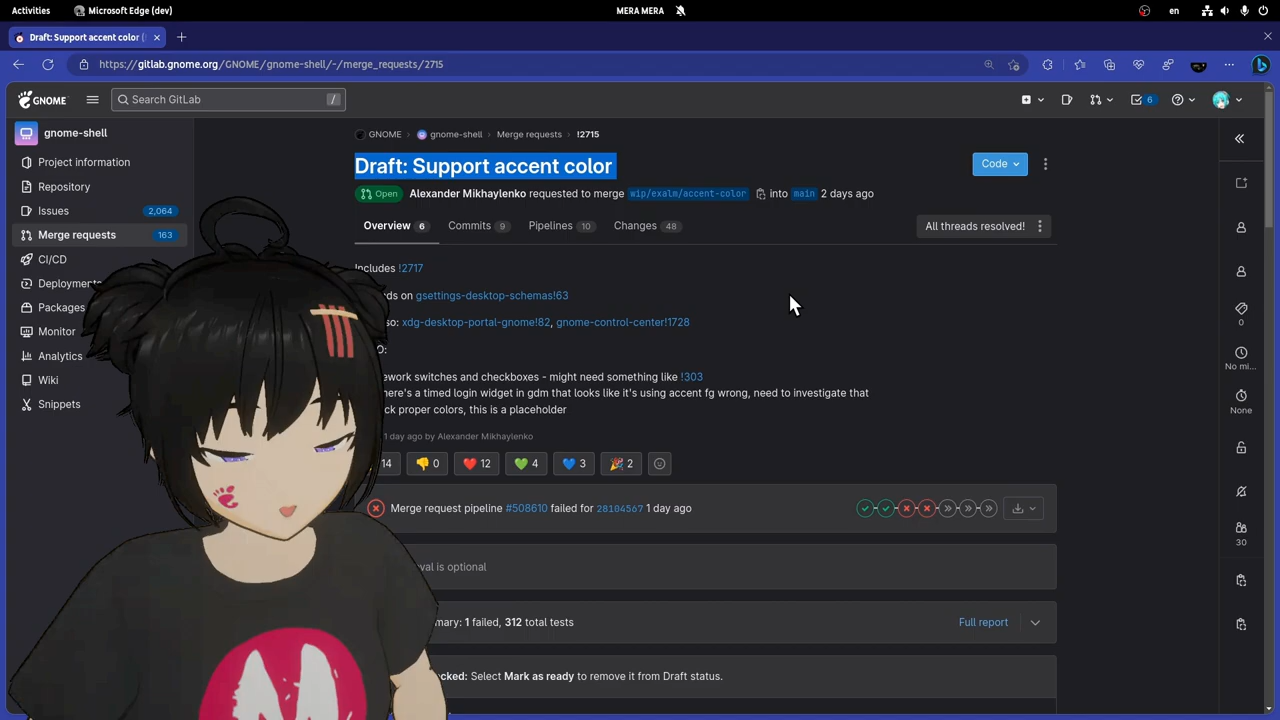 Activities Microsoft Edge (dev) MERA MERA en
Draft: Support accent color (
https://gitlab.gnome.org/GNOME/gnome-shell/-/merge_requests/2715
GNOME Search GitLab / 6
gnome-shell
Project information
Repository
Issues 2,064
Merge requests 163
CI/CD
Deployments
Packages
Monitor
Analytics
Wiki
Snippets
GNOME > gnome-shell > Merge requests > !2715
Draft: Support accent color
Code
Open Alexander Mikhaylenko requested to merge wip/exalm/accent-color into main 2 days ago
Overview 6 Commits 9 Pipelines 10 Changes 48
All threads resolved!
Includes !2717
ds on gsettings-desktop-schemas!63
so: xdg-desktop-portal-gnome!82, gnome-control-center!1728
O:
ework switches and checkboxes - might need something like !303
here's a timed login widget in gdm that looks like it's using accent fg wrong, need to investigate that
ck proper colors, this is a placeholder
1 day ago by Alexander Mikhaylenko
14 0 12 4 3 2
Merge request pipeline #508610 failed for 28104567 1 day ago
val is optional
mary: 1 failed, 312 total tests Full report
cked: Select Mark as ready to remove it from Draft status.
0
No mi...
None
30
M